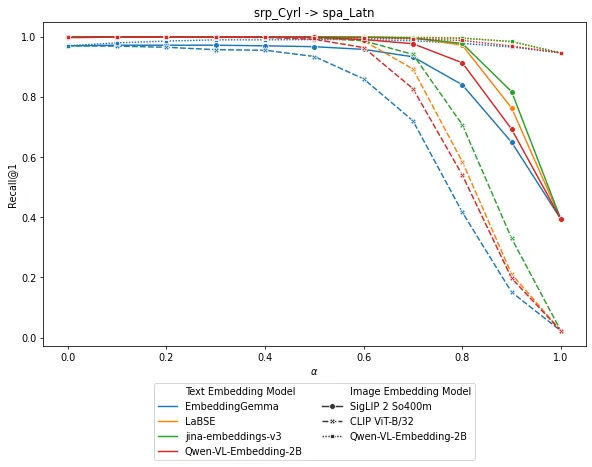 srp_Cyrl -> spa_Latn
Recall@1
1.0
0.8
0.6
0.4
0.2
0.0
0.0 0.2 0.4 0.6 0.8 1.0
α
Text Embedding Model Image Embedding Model
EmbeddingGemma SigLIP 2 So400m
LaBSE CLIP ViT-B/32
jina-embeddings-v3 Qwen-VL-Embedding-2B
Qwen-VL-Embedding-2B